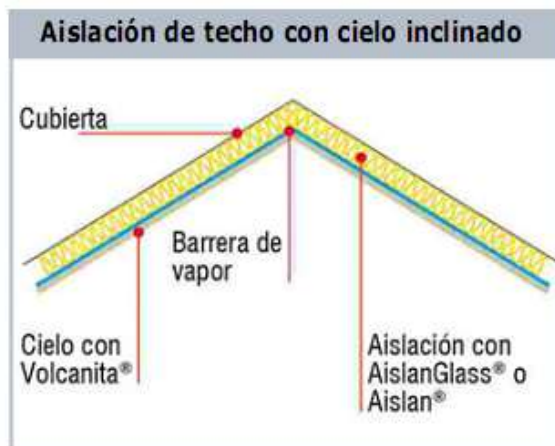 Aislación de techo con cielo inclinado
Cubierta
Barrera de
vapor
Cielo con
Volcanita®
Aislación con
AislanGlass® o
Aislan®